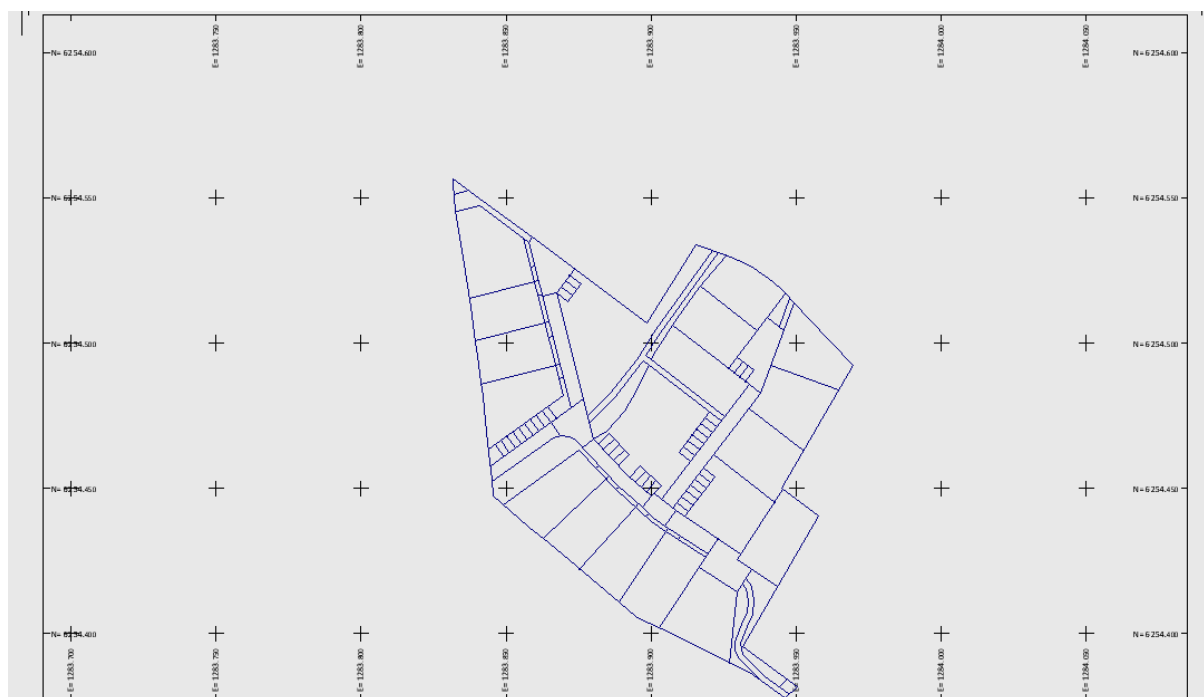 E= 1283.750 E= 1283.800 E= 1283.850 E= 1283.900 E= 1283.950 E= 1284.000 E= 1284.050
N= 6254.600 N= 6254.600
N= 6254.550 N= 6254.550
N= 6254.500 N= 6254.500
N= 6254.450 N= 6254.450
N= 6254.400 N= 6254.400
E= 1283.700 E= 1283.750 E= 1283.800 E= 1283.850 E= 1283.900 E= 1283.950 E= 1284.000 E= 1284.050